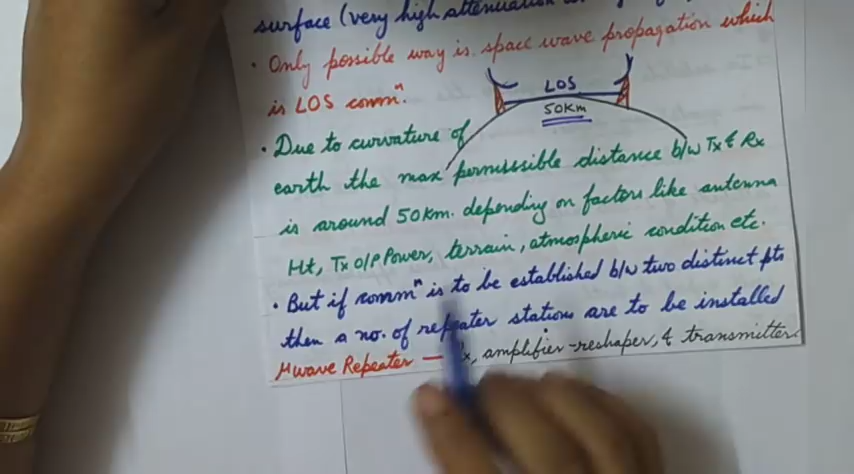 surface (very high attenuation
• Only possible way is space wave propagation which
is LOS commⁿ.
LOS
50Km
• Due to curvature of
earth the max permissible distance b/w Tx & Rx
is around 50Km. depending on factors like antenna
Ht, Tx O/P Power, terrain, atmospheric condition etc.
• But if commⁿ is to be established b/w two distinct pts
then a no. of repeater stations are to be installed
μwave Repeater — Rx, amplifier-reshaper, & transmitter